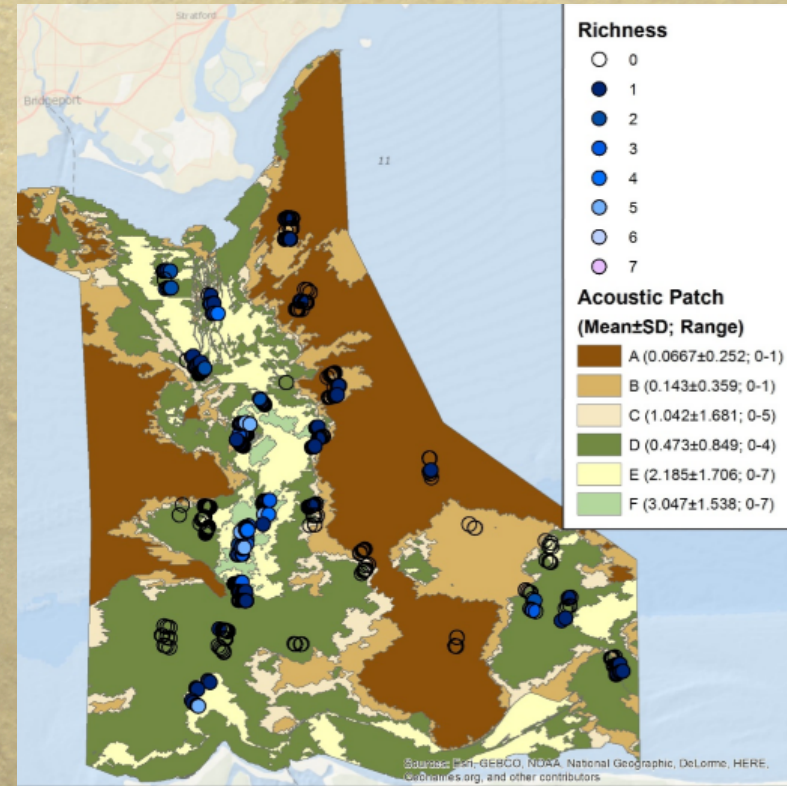 Stratford
Bridgeport
11
Richness
0
1
2
3
4
5
6
7
Acoustic Patch
(Mean±SD; Range)
A (0.0667±0.252; 0-1)
B (0.143±0.359; 0-1)
C (1.042±1.681; 0-5)
D (0.473±0.849; 0-4)
E (2.185±1.706; 0-7)
F (3.047±1.538; 0-7)
Sources: Esri, GEBCO, NOAA, National Geographic, DeLorme, HERE,
Geonames.org, and other contributors